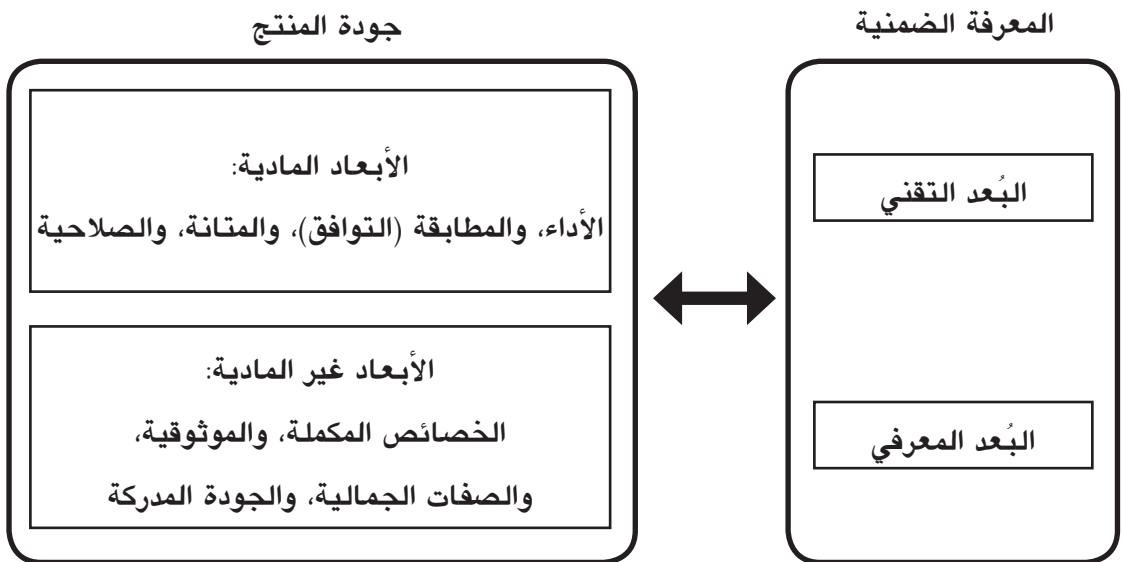 المعرفة الضمنية
البُعد التقني
البُعد المعرفي
جودة المنتج
الأبعاد المادية:
الأداء، والمطابقة (التوافق)، والمتانة، والصلاحية
الأبعاد غير المادية:
الخصائص المكملة، والموثوقية،
والصفات الجمالية، والجودة المدركة